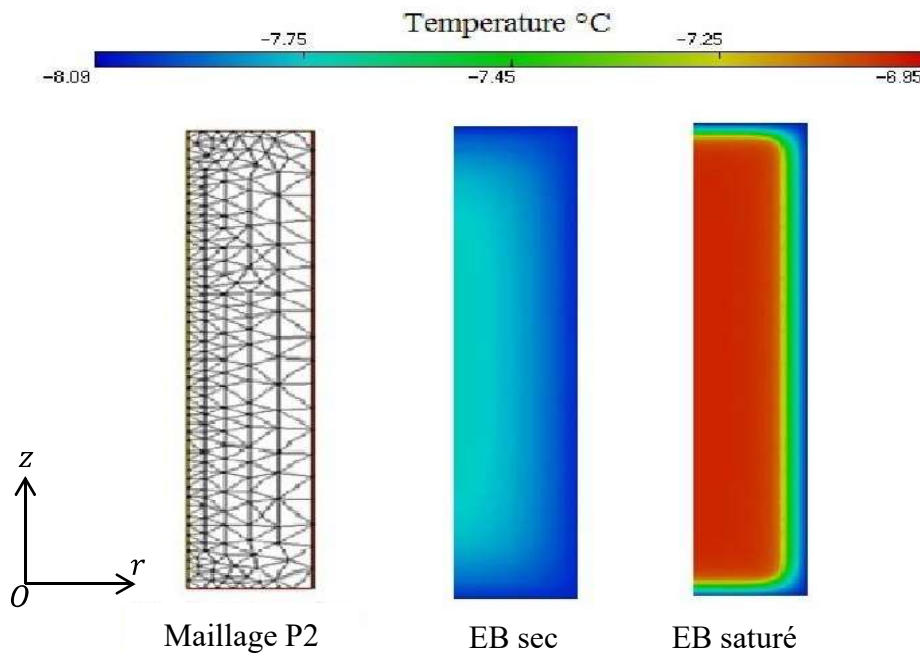 Temperature °C
-7.75 -7.25
-8.09 -7.45 -6.95
z
O r
Maillage P2 EB sec EB saturé